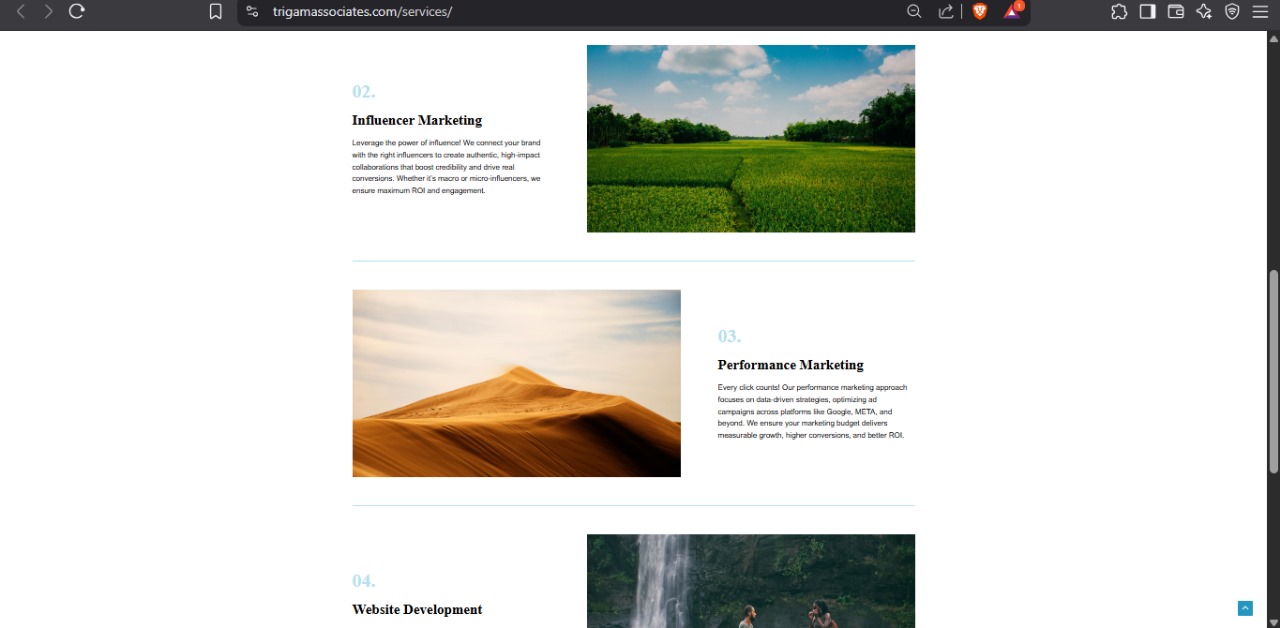 trigamassociates.com/services/
1
02.
Influencer Marketing
Leverage the power of influence! We connect your brand
with the right influencers to create authentic, high-impact
collaborations that boost credibility and drive real
conversions. Whether it's macro or micro-influencers, we
ensure maximum ROI and engagement.
03.
Performance Marketing
Every click counts! Our performance marketing approach
focuses on data-driven strategies, optimizing ad
campaigns across platforms like Google, META, and
beyond. We ensure your marketing budget delivers
measurable growth, higher conversions, and better ROI.
04.
Website Development